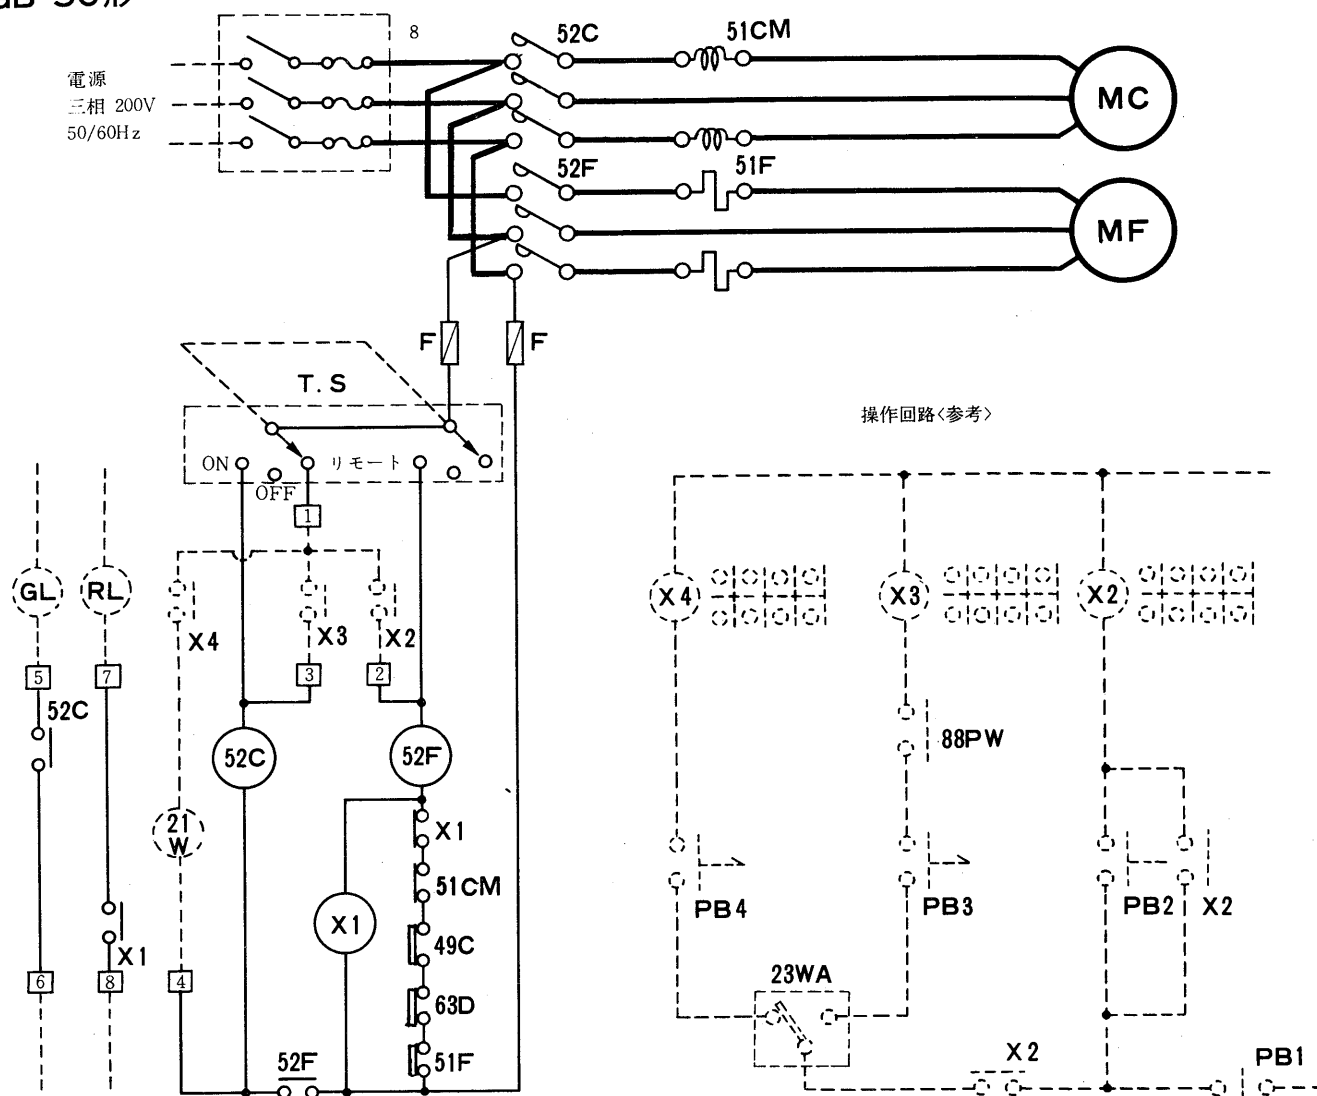 8
52C
51CM
電源
三相 200V
50/60Hz
MC
52F
51F
MF
F
F
T.S
操作回路<参考>
ON
リモート
OFF
1
GL
RL
X4
X3
X2
X4
X3
X2
5
7
3
2
52C
52C
52F
88PW
21
W
X1
51CM
PB4
PB3
PB2
X2
X1
49C
X1
23WA
6
8
4
63D
52F
51F
X2
PB1